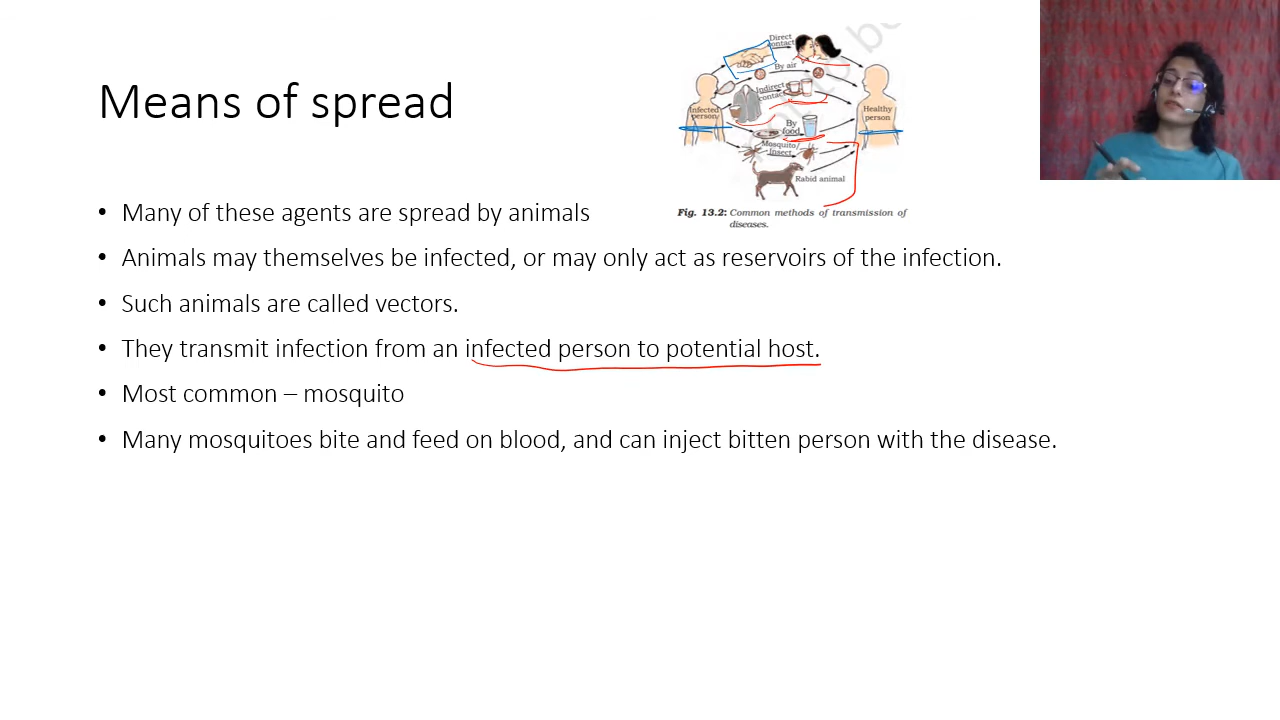 Means of spread
Direct
contact
By air
Indirect
contact
Infected
person
By
food
Healthy
person
Mosquito/
Insect
Rabid animal
Fig. 13.2: Common methods of transmission of
diseases.
• Many of these agents are spread by animals
• Animals may themselves be infected, or may only act as reservoirs of the infection.
• Such animals are called vectors.
• They transmit infection from an infected person to potential host.
• Most common – mosquito
• Many mosquitoes bite and feed on blood, and can inject bitten person with the disease.